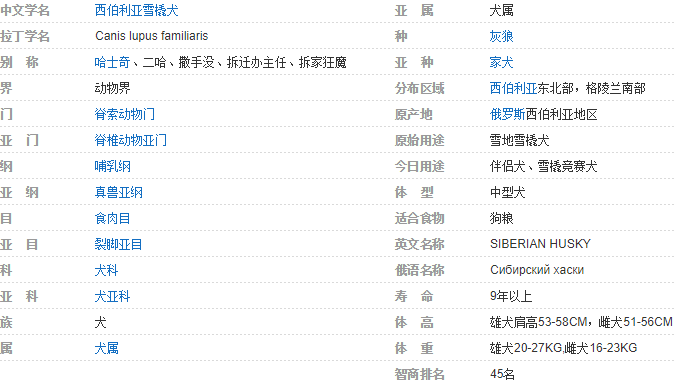 中文学名 西伯利亚雪橇犬 亚 属 犬属
拉丁学名 Canis lupus familiaris 种 灰狼
别 称 哈士奇、二哈、撒手没、拆迁办主任、拆家狂魔 亚 种 家犬
界 动物界 分布区域 西伯利亚东北部，格陵兰南部
门 脊索动物门 原产地 俄罗斯西伯利亚地区
亚 门 脊椎动物亚门 原始用途 雪地雪橇犬
纲 哺乳纲 今日用途 伴侣犬、雪橇竞赛犬
亚 纲 真兽亚纲 体 型 中型犬
目 食肉目 适合食物 狗粮
亚 目 裂脚亚目 英文名称 SIBERIAN HUSKY
科 犬科 俄语名称 Сибирский хаски
亚 科 犬亚科 寿 命 9年以上
族 犬 体 高 雄犬肩高53-58CM，雌犬51-56CM
属 犬属 体 重 雄犬20-27KG,雌犬16-23KG
智商排名 45名